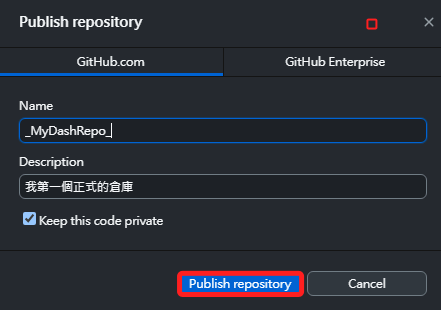 Publish repository
GitHub.com
GitHub Enterprise
Name
_MyDashRepo_
Description
我第一個正式的倉庫
Keep this code private
Publish repository
Cancel